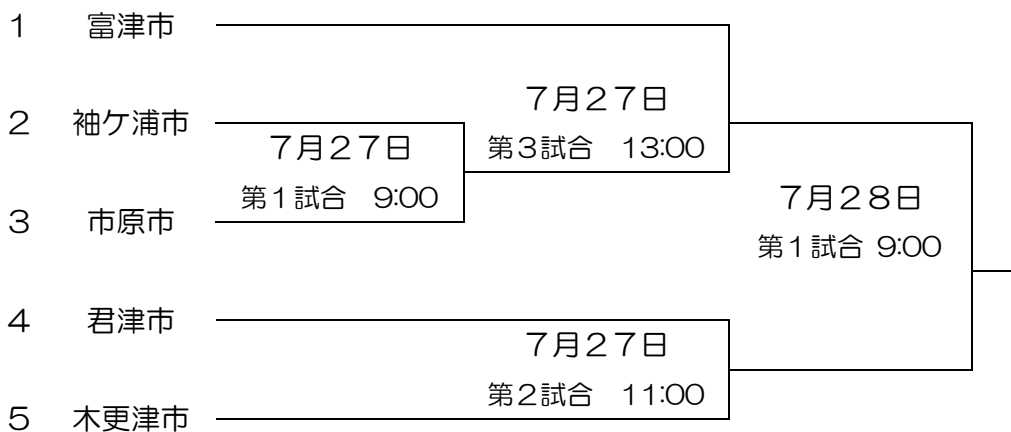 1 富津市
7月27日
第3試合 13:00
2 袖ケ浦市
7月27日
第1試合 9:00
3 市原市
7月28日
第1試合 9:00
4 君津市
7月27日
第2試合 11:00
5 木更津市